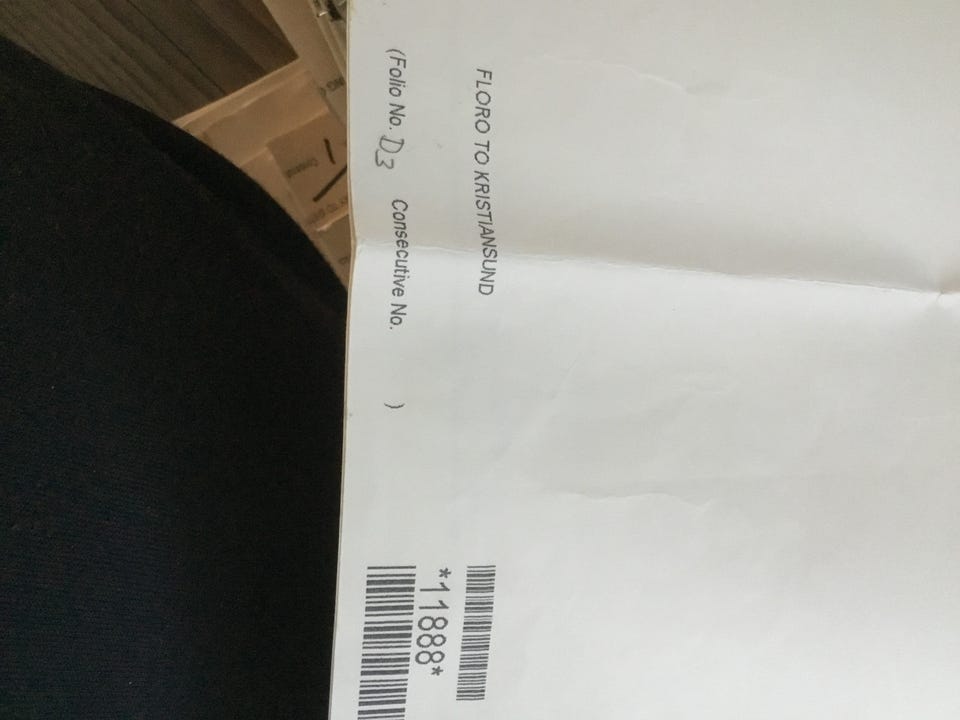 FLORO TO KRISTIANSUND
(Folio No. D3 Consecutive No. )
*11888*